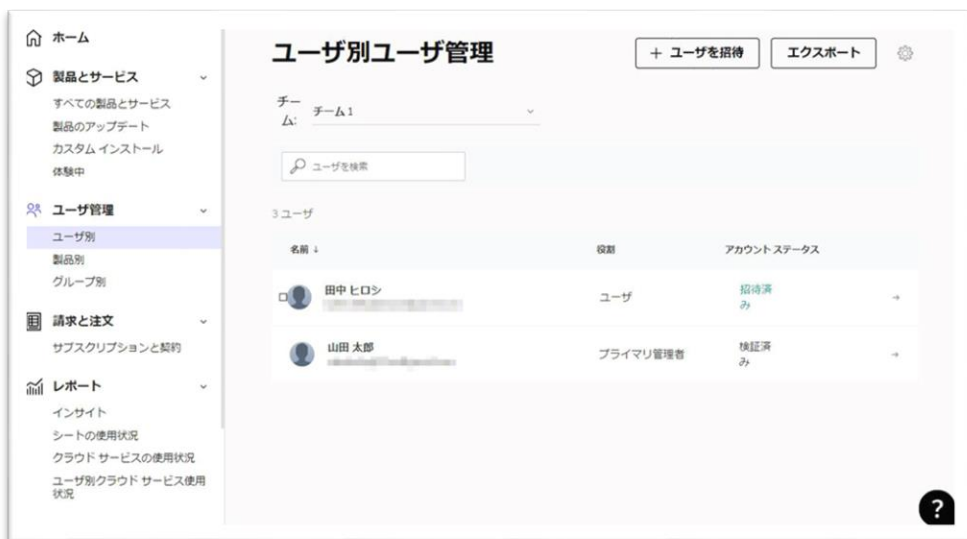 ホーム
製品とサービス
すべての製品とサービス
製品のアップデート
カスタム インストール
体験中
ユーザ管理
ユーザ別
製品別
グループ別
請求と注文
サブスクリプションと契約
レポート
インサイト
シートの使用状況
クラウド サービスの使用状況
ユーザ別クラウド サービス使用
状況
ユーザ別ユーザ管理
+ ユーザを招待
エクスポート
チー
ム:
チーム 1
ユーザを検索
3 ユーザ
名前 ↓
役割
アカウント ステータス
田中 ヒロシ
ユーザ
招待済
み
→
山田 太郎
プライマリ管理者
検証済
み
→
?